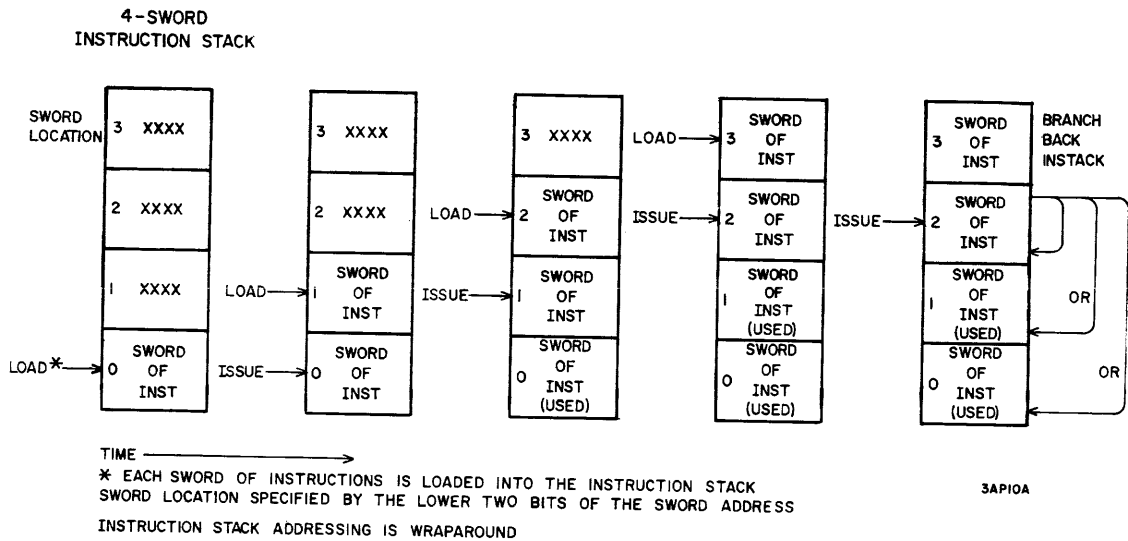 4-SWORD
INSTRUCTION STACK
SWORD
LOCATION
3 XXXX
2 XXXX
1 XXXX
LOAD*
0 SWORD
OF
INST
3 XXXX
2 XXXX
LOAD
1 SWORD
OF
INST
ISSUE
0 SWORD
OF
INST
3 XXXX
LOAD
2 SWORD
OF
INST
ISSUE
1 SWORD
OF
INST
0 SWORD
OF
INST
(USED)
LOAD
3 SWORD
OF
INST
ISSUE
2 SWORD
OF
INST
1 SWORD
OF
INST
(USED)
0 SWORD
OF
INST
(USED)
3 SWORD
OF
INST
ISSUE
2 SWORD
OF
INST
1 SWORD
OF
INST
(USED)
0 SWORD
OF
INST
(USED)
BRANCH
BACK
INSTACK
OR
OR
TIME
* EACH SWORD OF INSTRUCTIONS IS LOADED INTO THE INSTRUCTION STACK
SWORD LOCATION SPECIFIED BY THE LOWER TWO BITS OF THE SWORD ADDRESS
INSTRUCTION STACK ADDRESSING IS WRAPAROUND
3AP10A